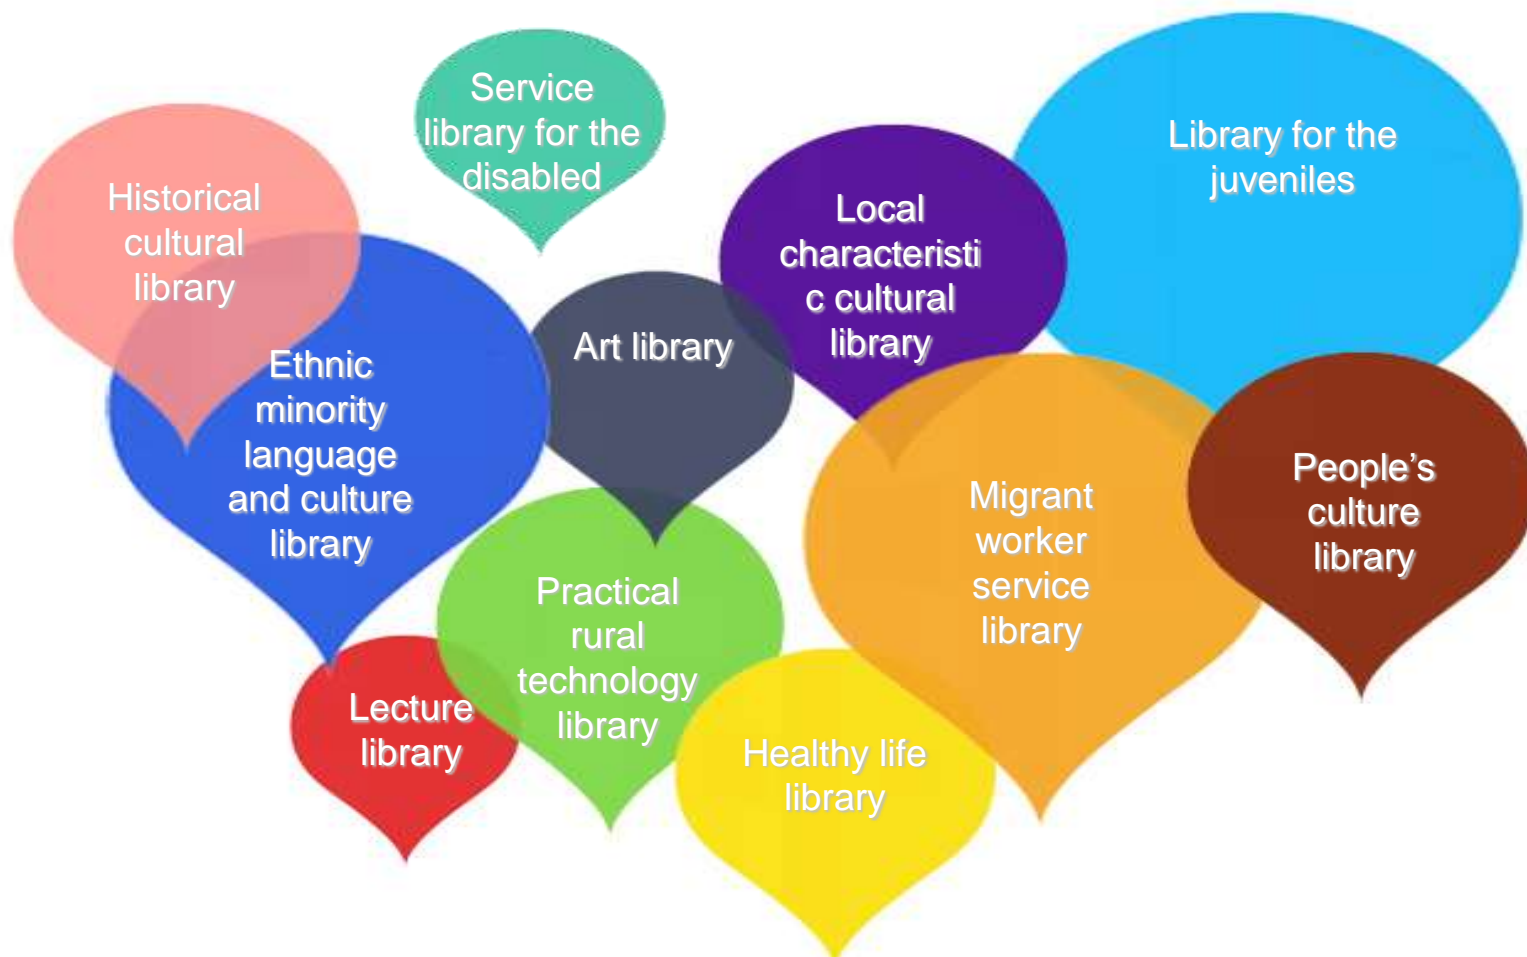 Service
library for the
disabled
Library for the
juveniles
Historical
cultural
library
Local
characteristi
c cultural
library
Art library
Ethnic
minority
language
and culture
library
Migrant
worker
service
library
People’s
culture
library
Practical
rural
technology
library
Lecture
library
Healthy life
library